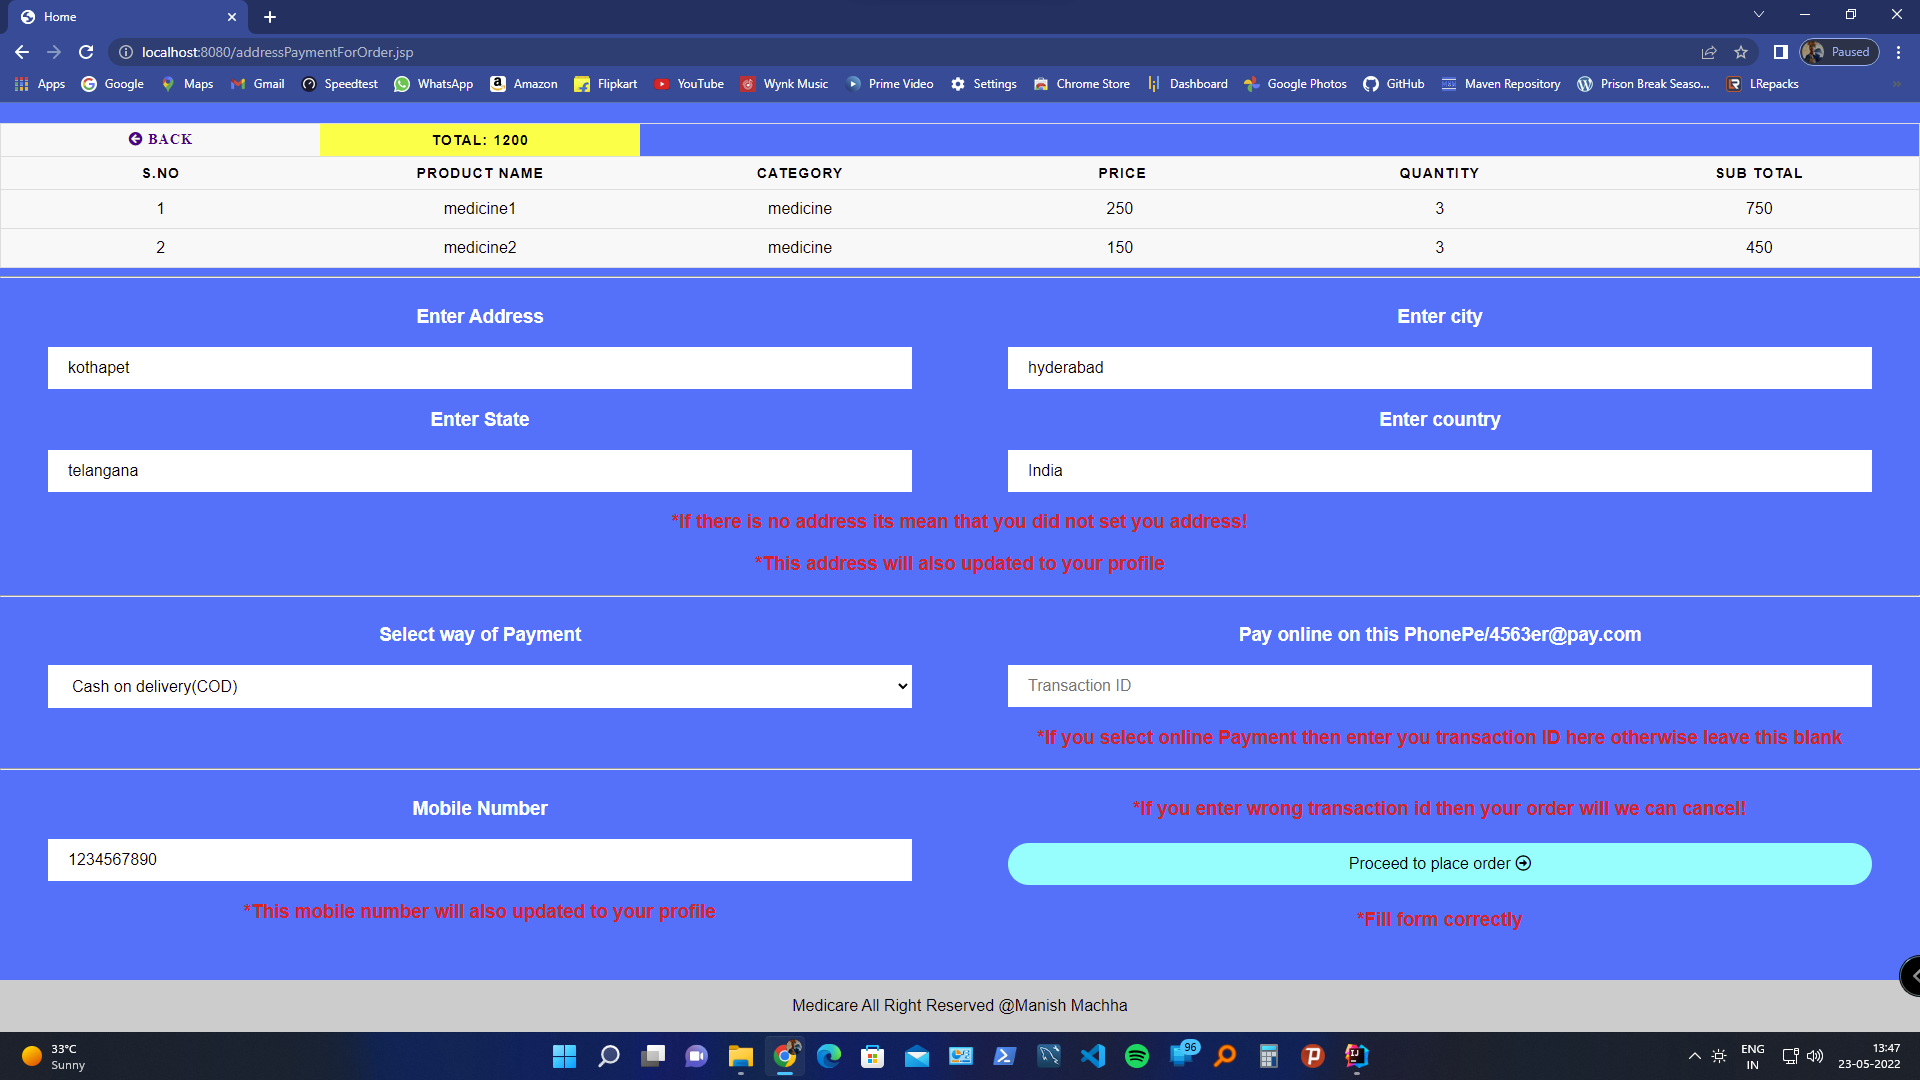 Home
localhost:8080/addressPaymentForOrder.jsp
Paused
Apps Google Maps Gmail Speedtest WhatsApp Amazon Flipkart YouTube Wynk Music Prime Video Settings Chrome Store Dashboard Google Photos GitHub Maven Repository Prison Break Seaso... LRepacks
BACK TOTAL: 1200
S.NO PRODUCT NAME CATEGORY PRICE QUANTITY SUB TOTAL
1 medicine1 medicine 250 3 750
2 medicine2 medicine 150 3 450
Enter Address Enter city
kothapet hyderabad
Enter State Enter country
telangana India
*If there is no address its mean that you did not set you address!
*This address will also updated to your profile
Select way of Payment Pay online on this PhonePe/4563er@pay.com
Cash on delivery(COD) Transaction ID
*If you select online Payment then enter you transaction ID here otherwise leave this blank
Mobile Number *If you enter wrong transaction id then your order will we can cancel!
1234567890 Proceed to place order
*This mobile number will also updated to your profile *Fill form correctly
Medicare All Right Reserved @Manish Machha
33°C
Sunny
96
ENG
IN
13:47
23-05-2022